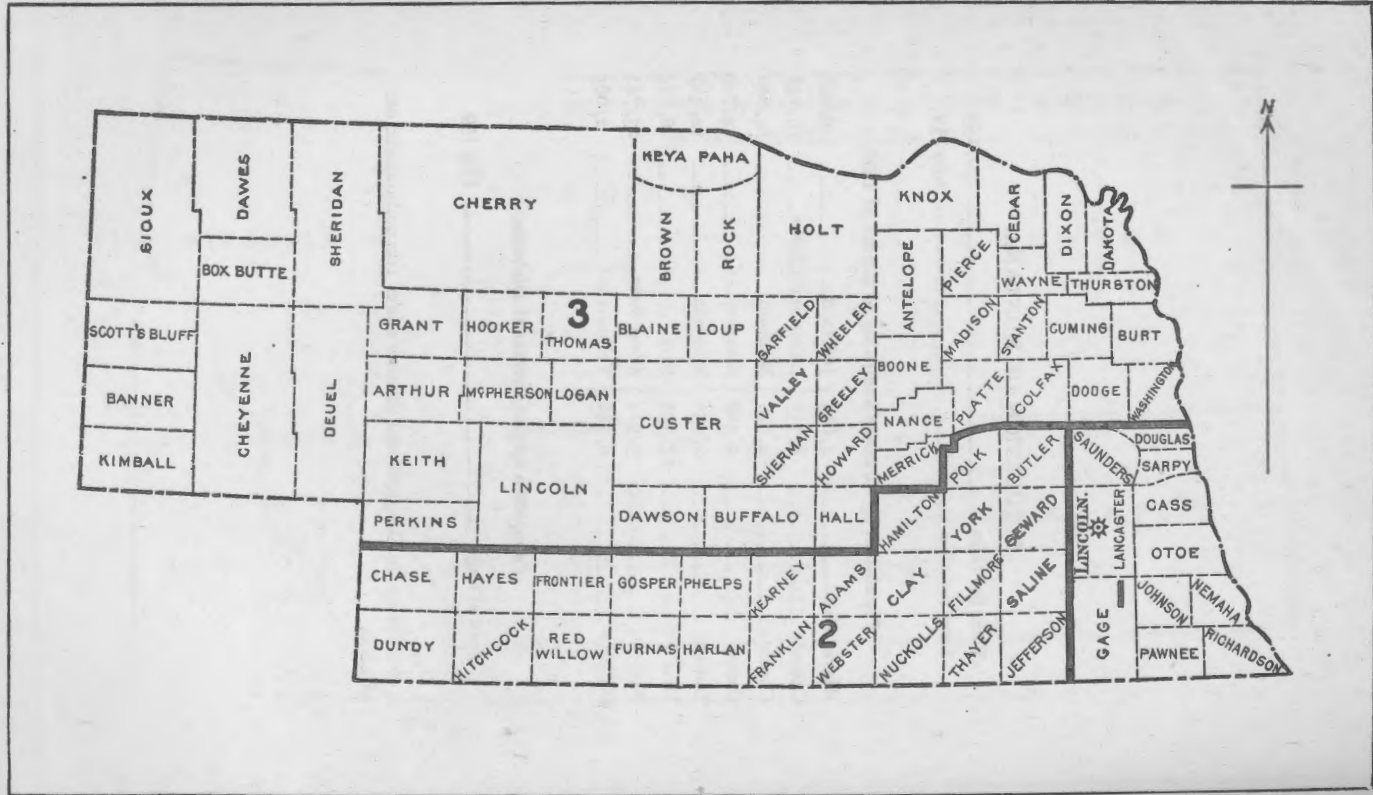 N
SIOUX
DAWES
SHERIDAN
CHERRY
KEYA PAHA
BROWN
ROCK
HOLT
KNOX
CEDAR
DIXON
DAKOTA
BOX BUTTE
ANTELOPE
PIERCE
WAYNE
THURSTON
SCOTT'S BLUFF
CHEYENNE
DEUEL
GRANT
HOOKER
3
THOMAS
BLAINE
LOUP
GARFIELD
WHEELER
MADISON
STANTON
CUMING
BURT
BANNER
ARTHUR
McPHERSON
LOGAN
CUSTER
VALLEY
GREELEY
BOONE
NANCE
PLATTE
COLFAX
DODGE
WASHINGTON
KIMBALL
KEITH
LINCOLN
SHERMAN
HOWARD
MERRICK
POLK
BUTLER
SAUNDERS
DOUGLAS
SARPY
PERKINS
DAWSON
BUFFALO
HALL
HAMILTON
YORK
SEWARD
LINCOLN.
LANCASTER
CASS
OTOE
CHASE
HAYES
FRONTIER
GOSPER
PHELPS
KEARNEY
ADAMS
CLAY
FILLMORE
SALINE
GAGE
1
JOHNSON
NEMAHA
DUNDY
HITCHCOCK
RED
WILLOW
FURNAS
HARLAN
FRANKLIN
2
WEBSTER
NUCKOLLS
THAYER
JEFFERSON
PAWNEE
RICHARDSON